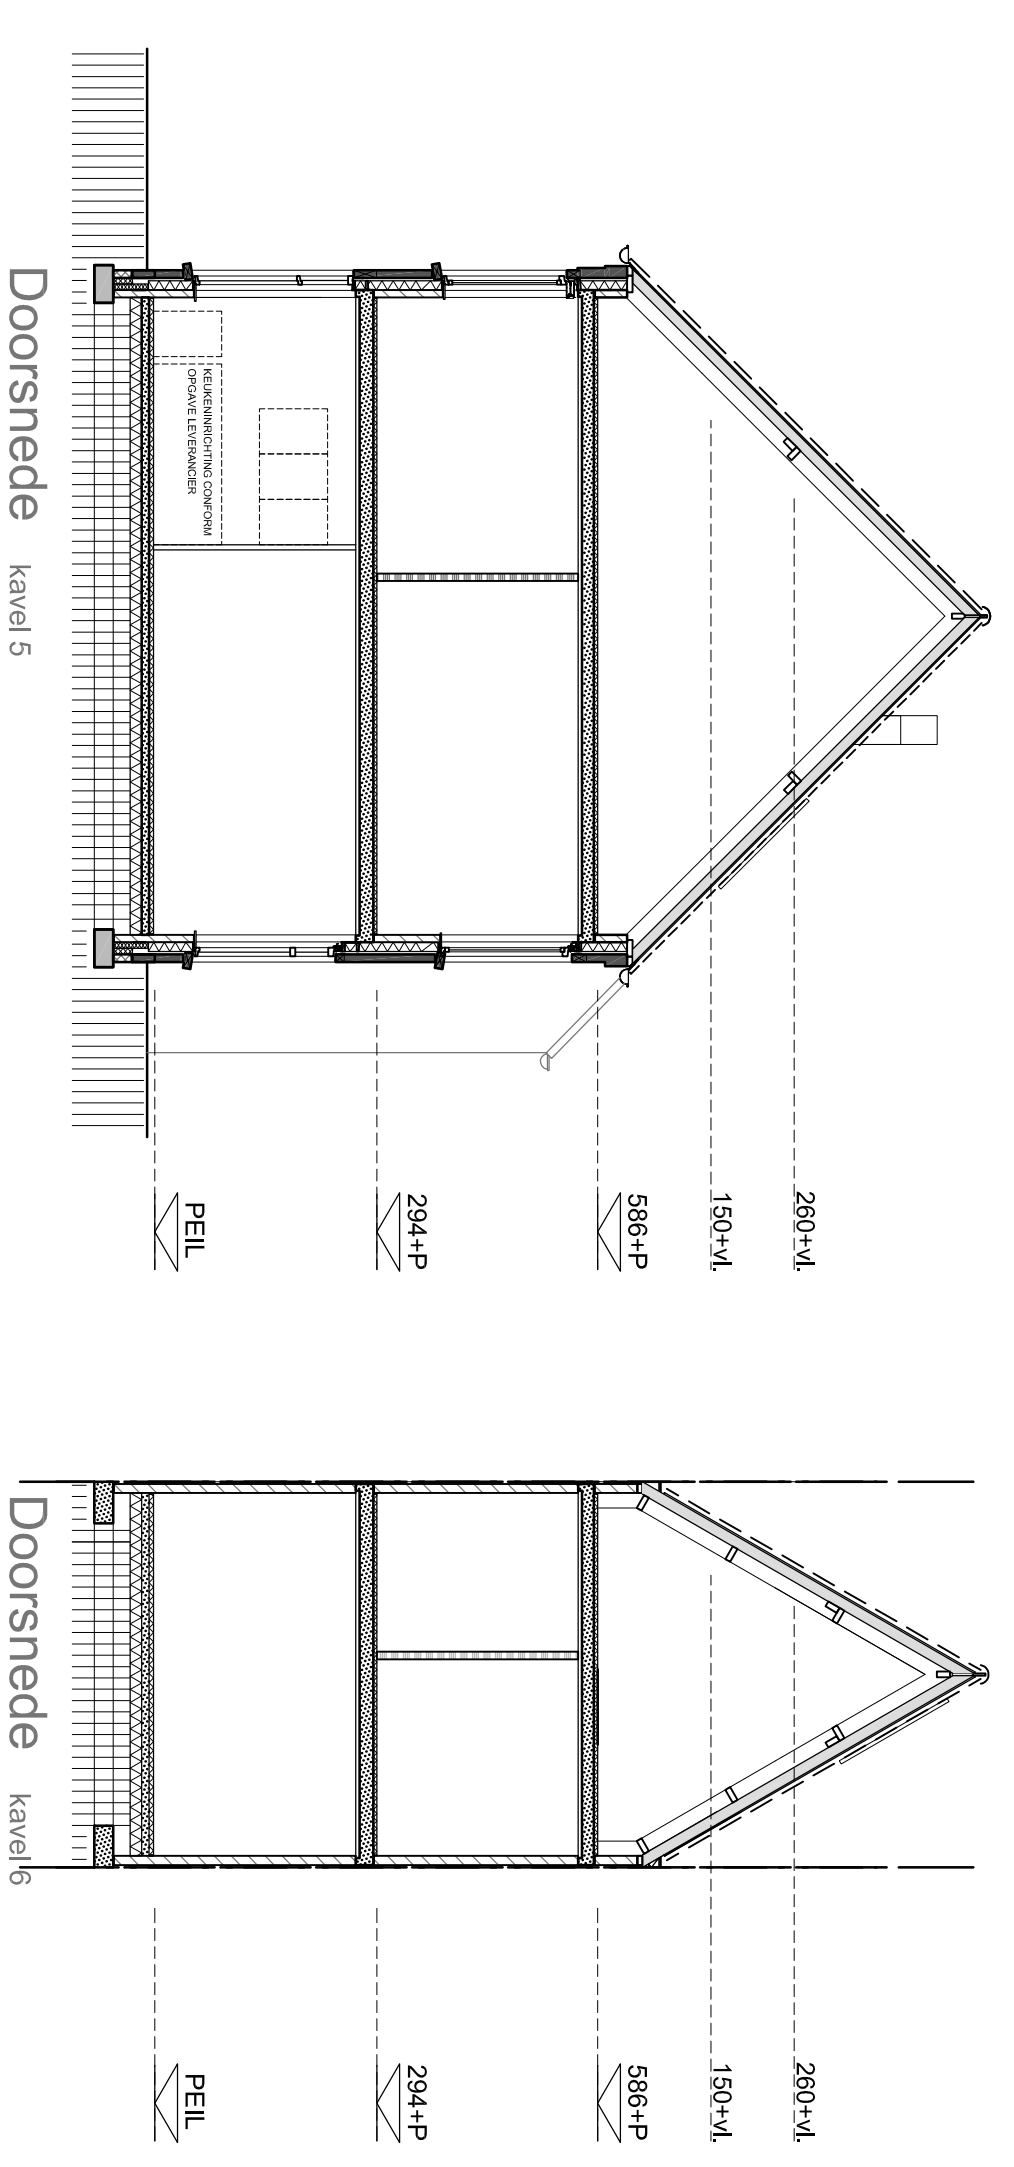 260+vl.
150+vl.
586+P
294+P
KEUKENINRICHTING CONFORM
OPGAVE LEVERANCIER
PEIL
Doorsnede kavel 5
260+vl.
150+vl.
586+P
294+P
PEIL
Doorsnede kavel 6